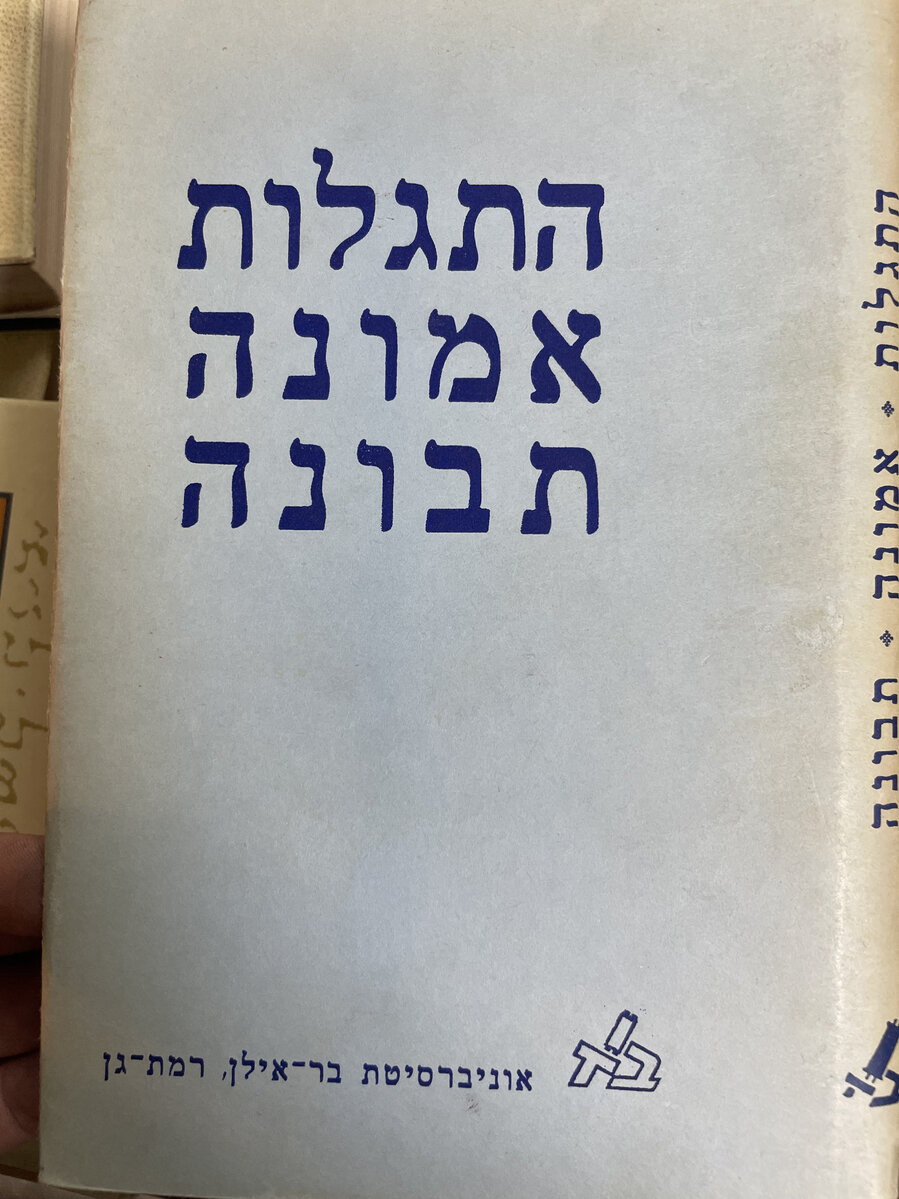 התגלות
אמונה
תבונה
אוניברסיטת בר־אילן, רמת־גן
התגלות * אמונה * תבונה